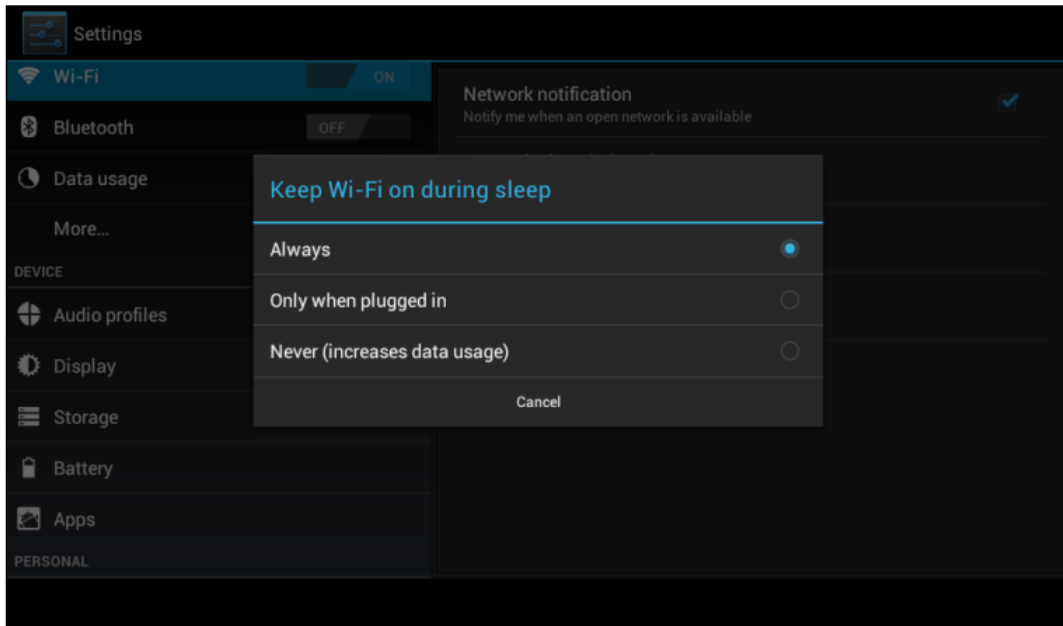 Settings
Wi-Fi
ON
Bluetooth
OFF
Data usage
More...
DEVICE
Audio profiles
Display
Storage
Battery
Apps
PERSONAL
Network notification
Notify me when an open network is available
Keep Wi-Fi on during sleep
Always
Only when plugged in
Never (increases data usage)
Cancel